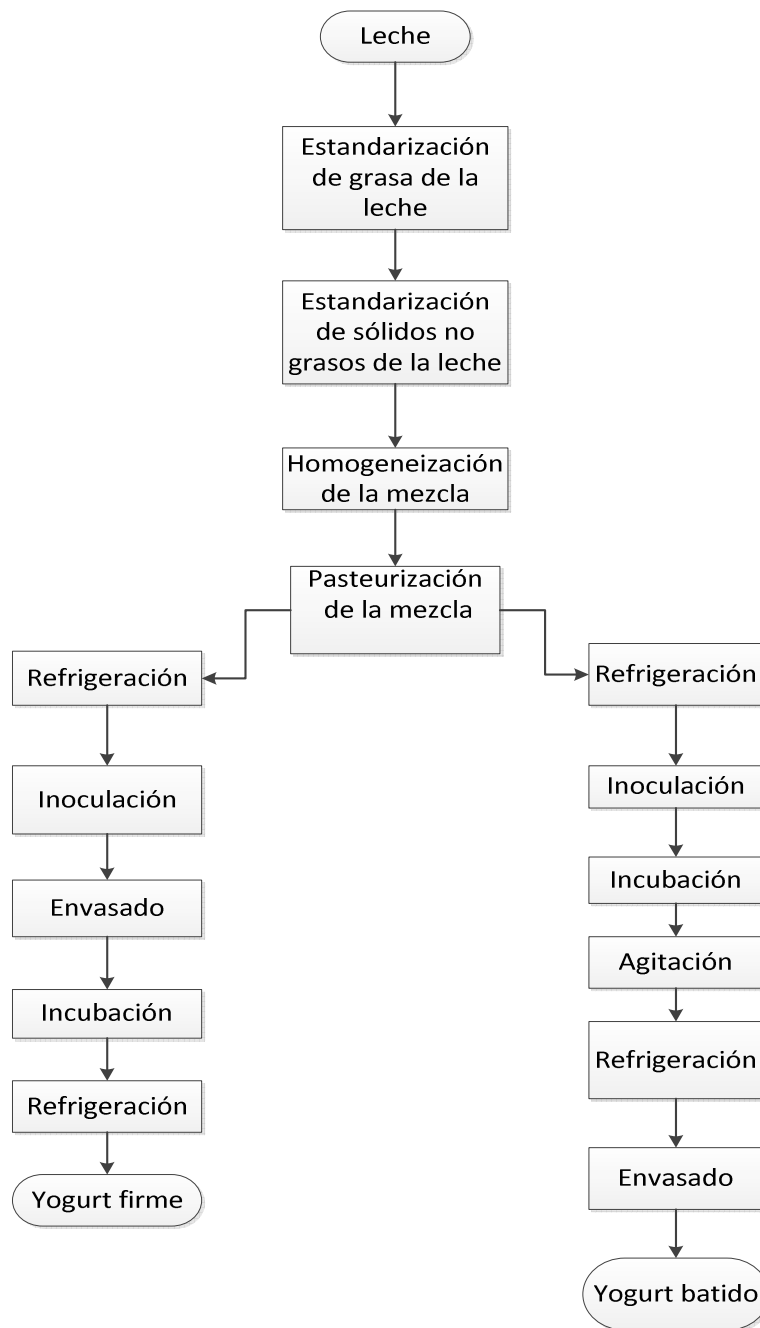 Leche
Estandarización
de grasa de la
leche
Estandarización
de sólidos no
grasos de la leche
Homogeneización
de la mezcla
Pasteurización
de la mezcla
Refrigeración
Inoculación
Envasado
Incubación
Refrigeración
Yogurt firme
Refrigeración
Inoculación
Incubación
Agitación
Refrigeración
Envasado
Yogurt batido